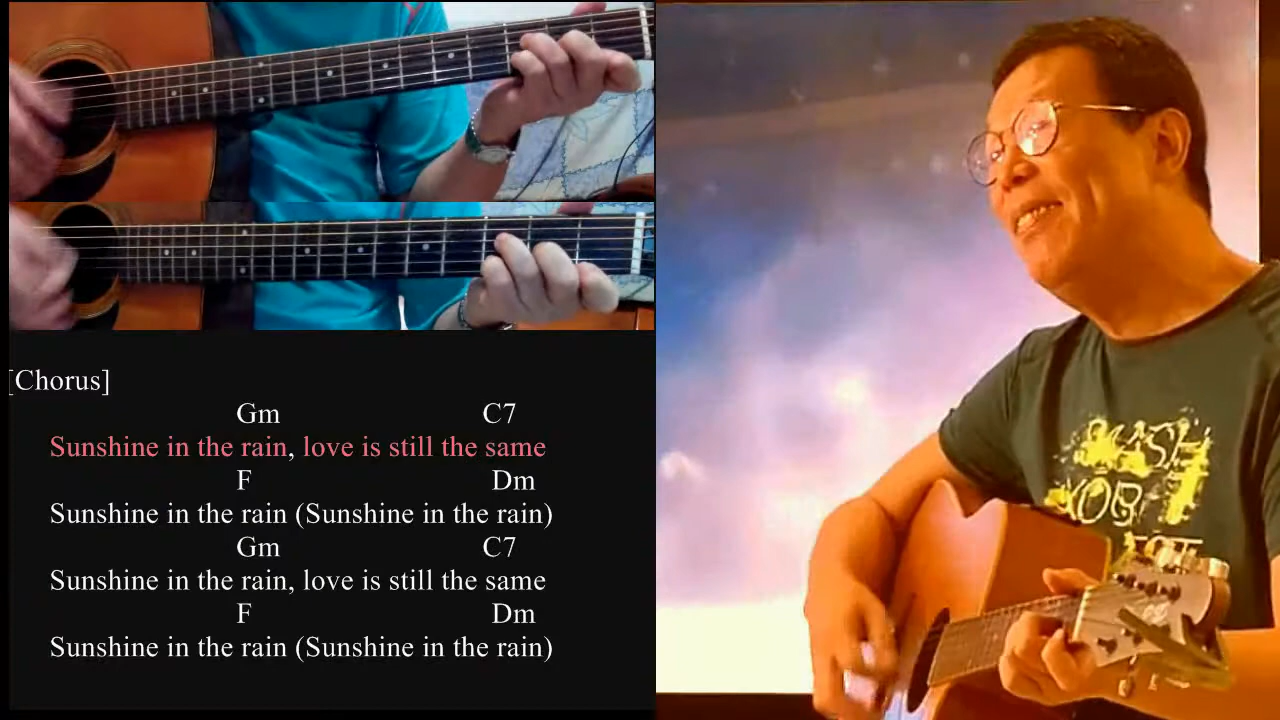 [Chorus]
Gm C7
Sunshine in the rain, love is still the same
F Dm
Sunshine in the rain (Sunshine in the rain)
Gm C7
Sunshine in the rain, love is still the same
F Dm
Sunshine in the rain (Sunshine in the rain)